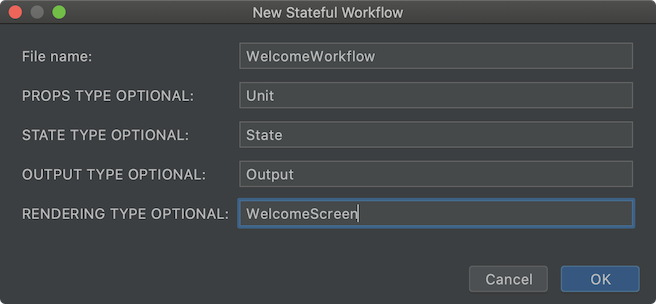 New Stateful Workflow
File name: WelcomeWorkflow
PROPS TYPE OPTIONAL: Unit
STATE TYPE OPTIONAL: State
OUTPUT TYPE OPTIONAL: Output
RENDERING TYPE OPTIONAL: WelcomeScreen
Cancel OK